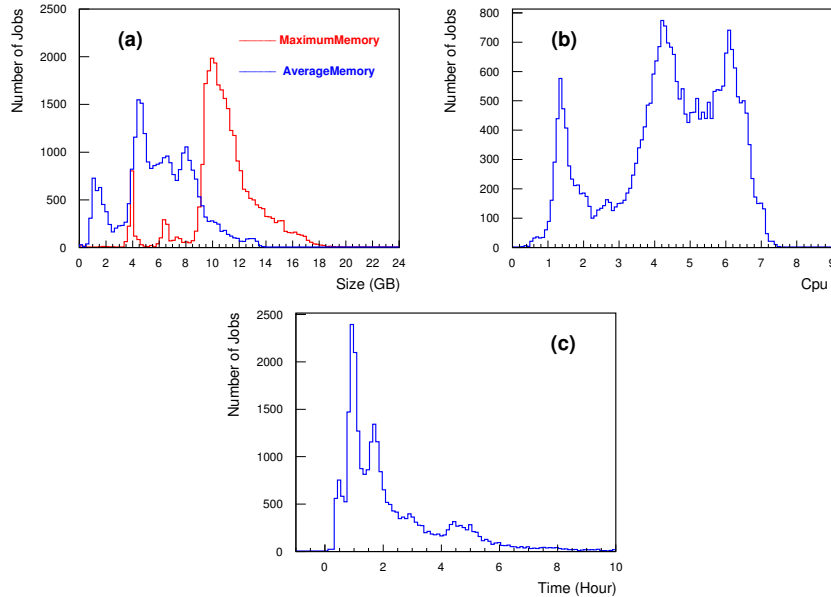 (a)
MaximumMemory
AverageMemory
Number of Jobs
2500
2000
1500
1000
500
0
0 2 4 6 8 10 12 14 16 18 20 22 24
Size (GB)
(b)
Number of Jobs
800
700
600
500
400
300
200
100
0
0 1 2 3 4 5 6 7 8 9
Cpu
(c)
Number of Jobs
2500
2000
1500
1000
500
0
0 2 4 6 8 10
Time (Hour)